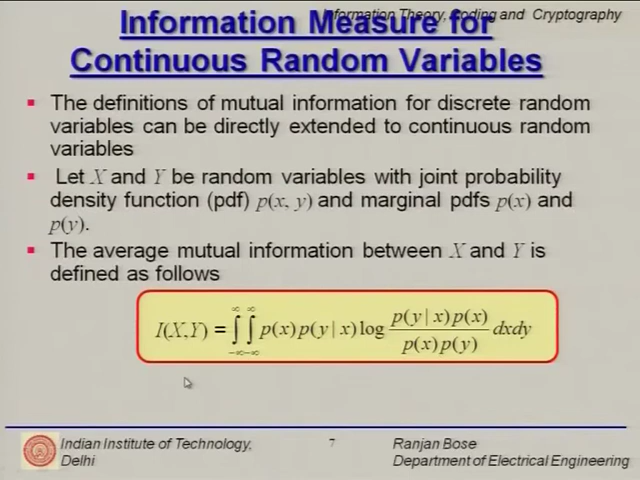 Information Theory, Coding and Cryptography
Information Measure for
Continuous Random Variables
The definitions of mutual information for discrete random
variables can be directly extended to continuous random
variables
Let X and Y be random variables with joint probability
density function (pdf) p(x, y) and marginal pdfs p(x) and
p(y).
The average mutual information between X and Y is
defined as follows
I(X,Y) = ∫_{-∞}^{∞} ∫_{-∞}^{∞} p(x)p(y|x) log (p(y|x)p(x))/(p(x)p(y)) dxdy
Indian Institute of Technology,
Delhi
7
Ranjan Bose
Department of Electrical Engineering